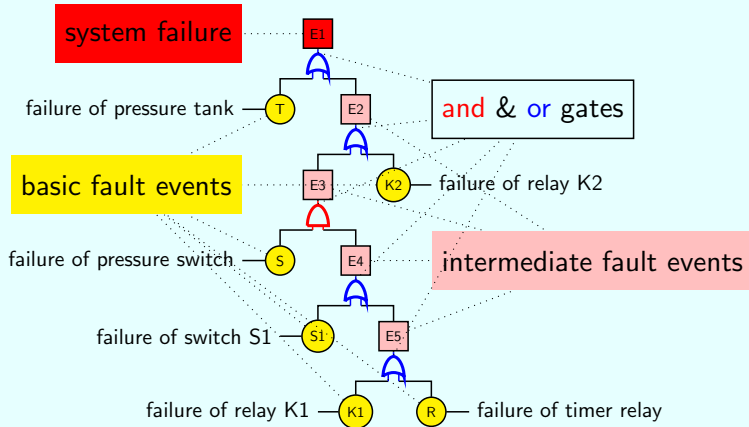 system failure
E1
failure of pressure tank
T
E2
and & or gates
basic fault events
E3
K2
failure of relay K2
failure of pressure switch
S
E4
intermediate fault events
failure of switch S1
S1
E5
failure of relay K1
K1
R
failure of timer relay